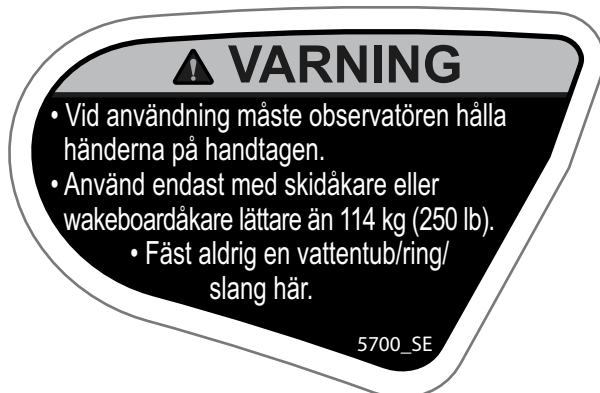 VARNING
• Vid användning måste observatören hålla
händerna på handtagen.
• Använd endast med skidåkare eller
wakeboardåkare lättare än 114 kg (250 lb).
• Fäst aldrig en vattentub/ring/
slang här.
5700_SE